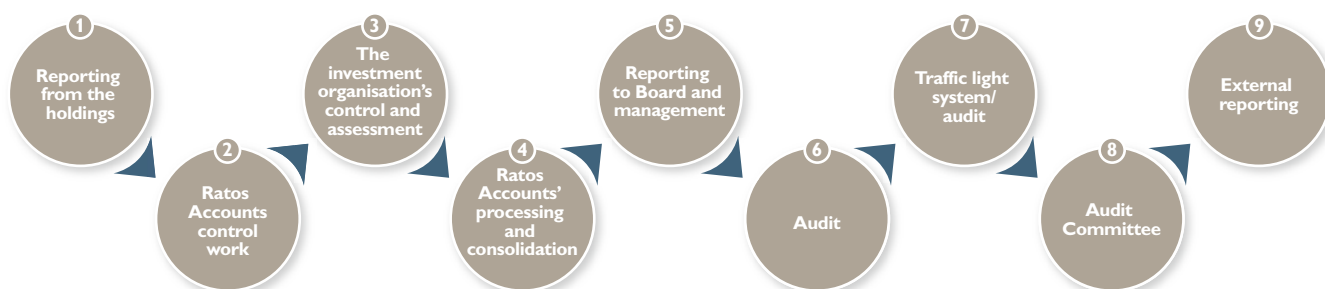 1
Reporting
from the
holdings
2
Ratos
Accounts
control
work
3
The
investment
organisation's
control and
assessment
4
Ratos
Accounts'
processing
and
consolidation
5
Reporting
to Board and
management
6
Audit
7
Traffic light
system/
audit
8
Audit
Committee
9
External
reporting